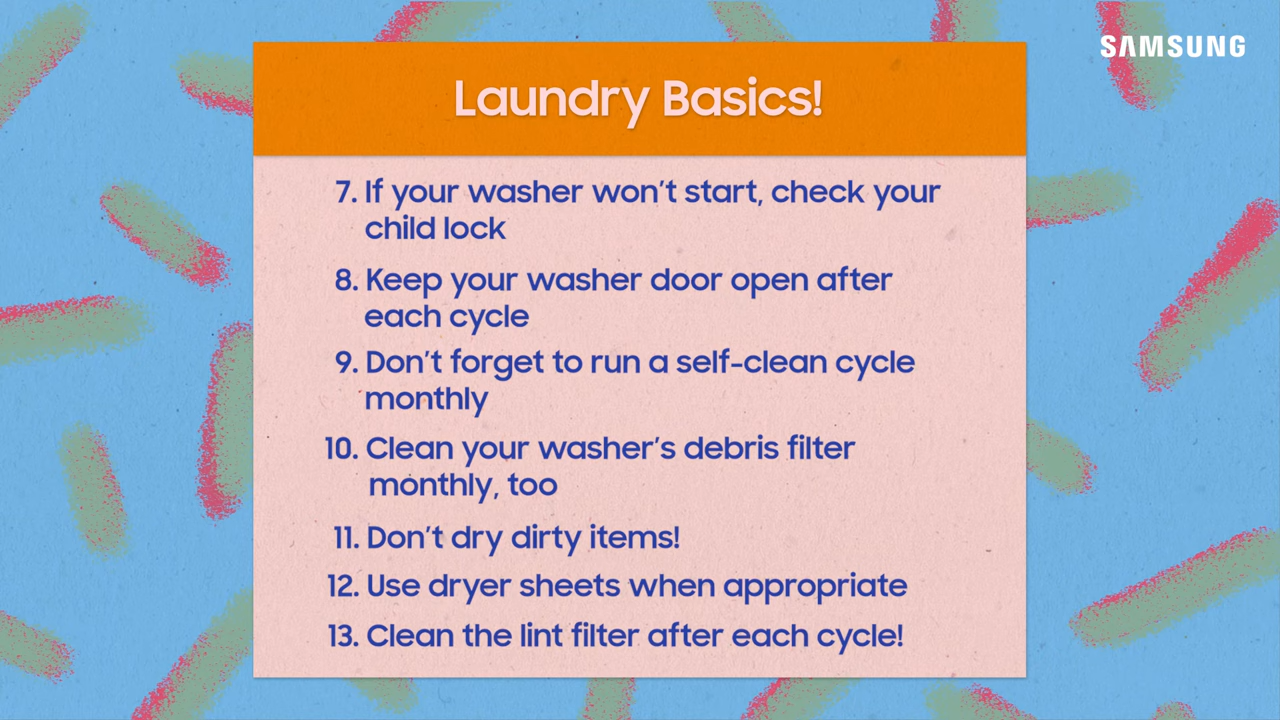 SAMSUNG
Laundry Basics!
7. If your washer won't start, check your
child lock
8. Keep your washer door open after
each cycle
9. Don't forget to run a self-clean cycle
monthly
10. Clean your washer's debris filter
monthly, too
11. Don't dry dirty items!
12. Use dryer sheets when appropriate
13. Clean the lint filter after each cycle!